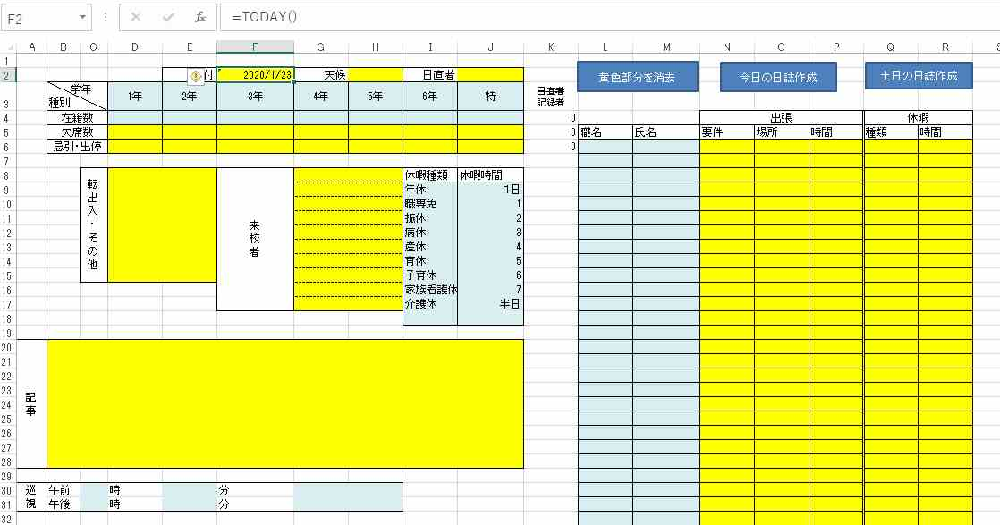 F2 fx =TODAY()
A B C D E F G H I J K L M N O P Q R S
1
2 付 2020/1/23 天候 日直者 黄色部分を消去 今日の日誌作成 土日の日誌作成
学年
3 種別 1年 2年 3年 4年 5年 6年 特 日直者
記録者
4 在籍数 0 出張 休暇
5 欠席数 0 職名 氏名 要件 場所 時間 種類 時間
6 忌引・出停 0
7
8 転出入・その他 来校者 休暇種類 休暇時間
9 年休 1日
10 職専免 1
11 振休 2
12 病休 3
13 産休 4
14 育休 5
15 子育休 6
16 家族看護休 7
17 介護休 半日
18
19
20 記事
21
22
23
24
25
26
27
28
29
30 巡視 午前 時 分
31 午後 時 分
32